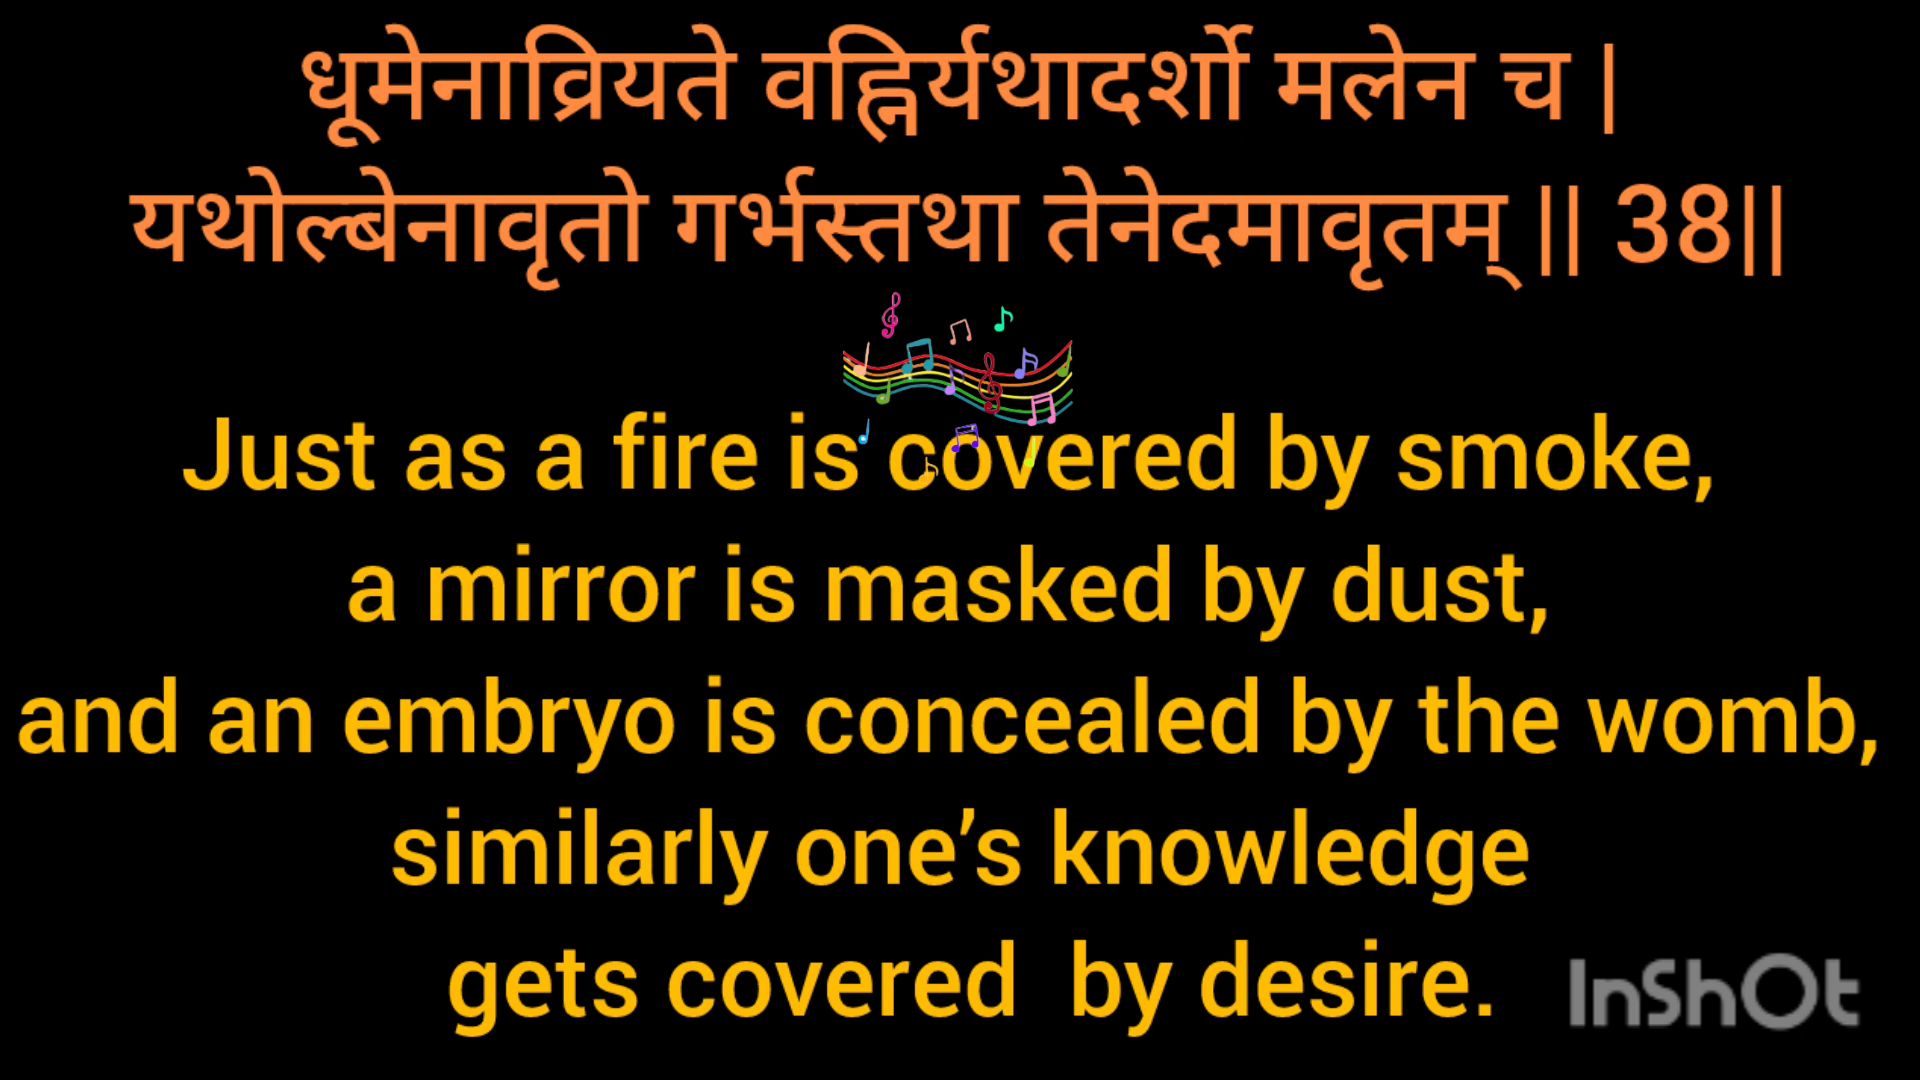 धूमेनाव्रियते वह्निर्यथादर्शो मलेन च |
यथोल्बेनावृतो गर्भस्तथा तेनेदमावृतम् || 38||
Just as a fire is covered by smoke,
a mirror is masked by dust,
and an embryo is concealed by the womb,
similarly one’s knowledge
gets covered by desire.
InShOt